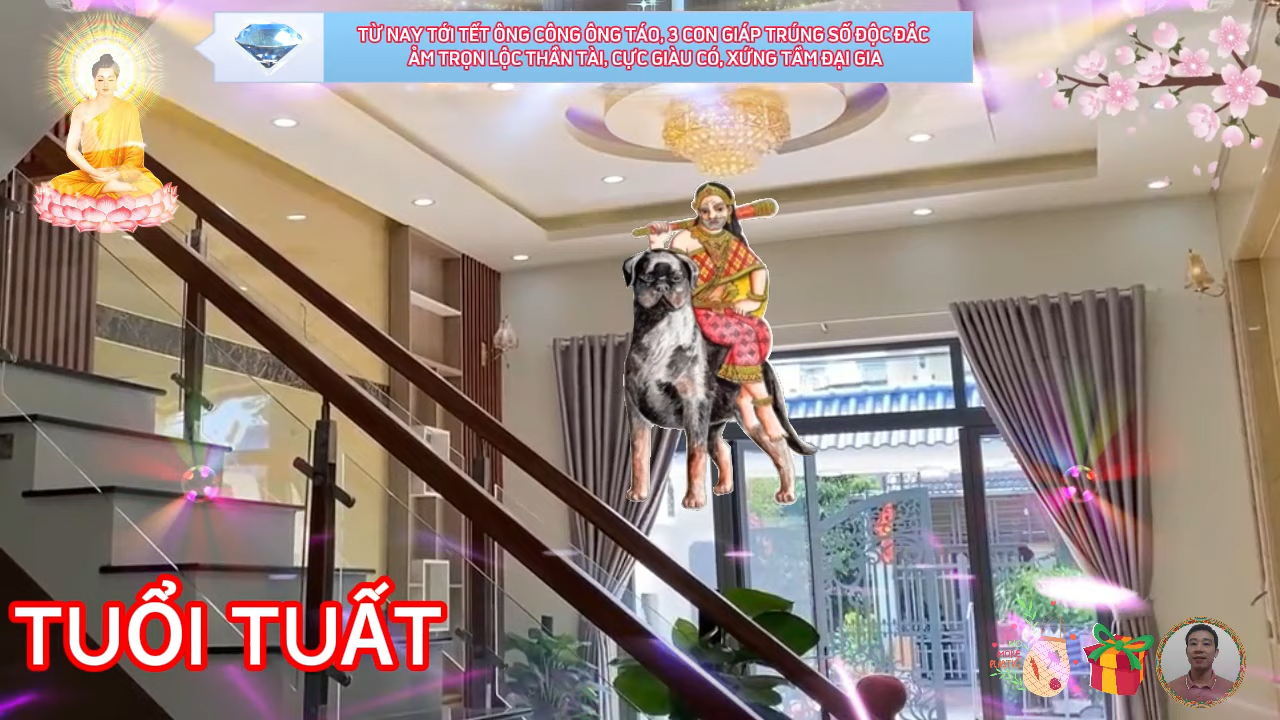 TỪ NAY TỚI TẾT ÔNG CÔNG ÔNG TÁO, 3 CON GIÁP TRÚNG SỐ ĐỘC ĐẮC
ẴM TRỌN LỘC THẦN TÀI, CỰC GIÀU CÓ, XỨNG TẦM ĐẠI GIA
TUỔI TUẤT